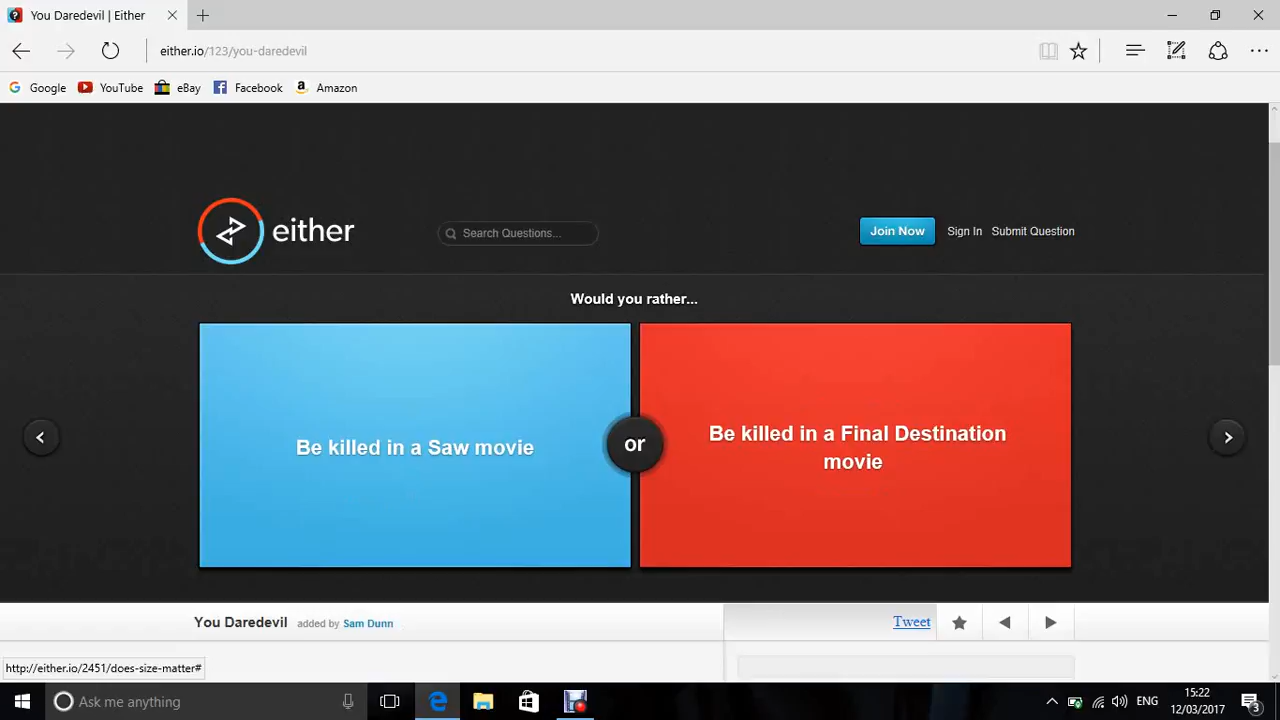 You Daredevil | Either
either.io/123/you-daredevil
Google YouTube eBay Facebook Amazon
either
Search Questions...
Join Now Sign In Submit Question
Would you rather...
Be killed in a Saw movie
or
Be killed in a Final Destination
movie
You Daredevil added by Sam Dunn
Tweet
http://either.io/2451/does-size-matter#
Ask me anything
ENG
15:22
12/03/2017
3